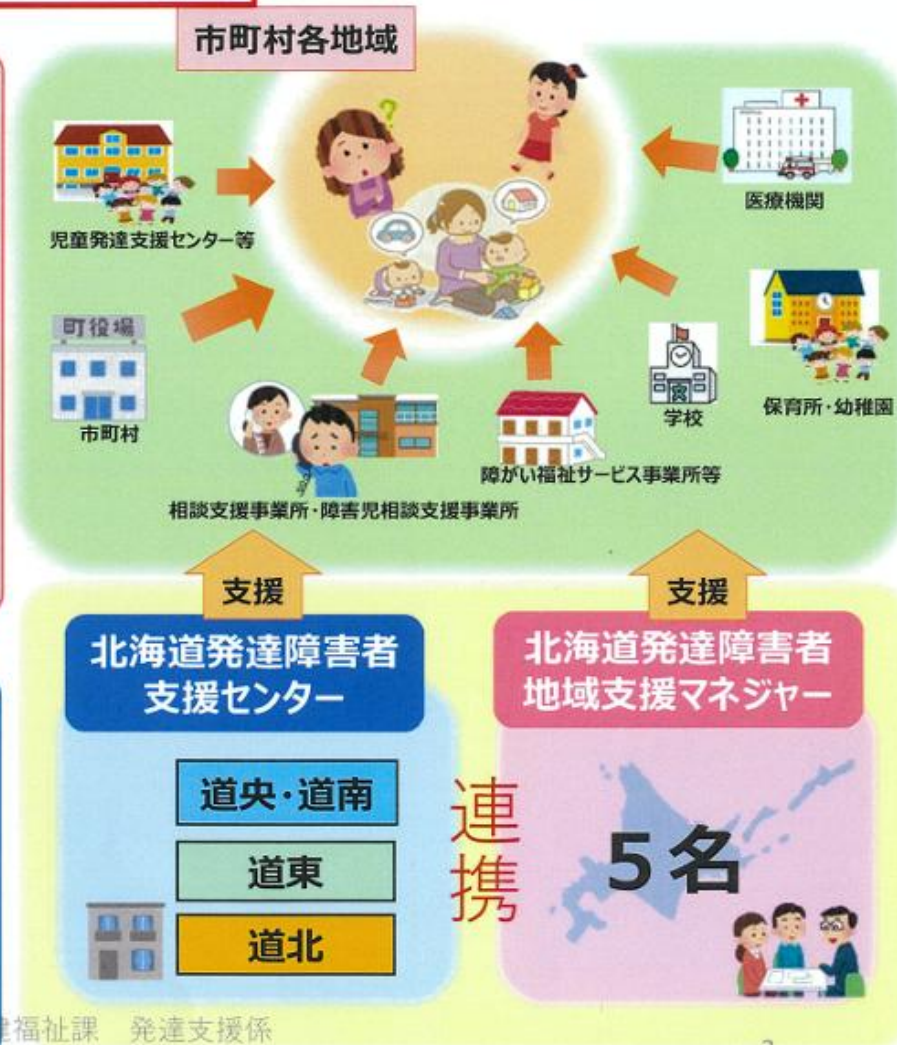 市町村各地域
児童発達支援センター等
医療機関
町役場
市町村
学校
保育所・幼稚園
障がい福祉サービス事業所等
相談支援事業所・障害児相談支援事業所
支援
支援
北海道発達障害者
支援センター
北海道発達障害者
地域支援マネジャー
道央・道南
道東
道北
連携
5名
福祉課 発達支援係